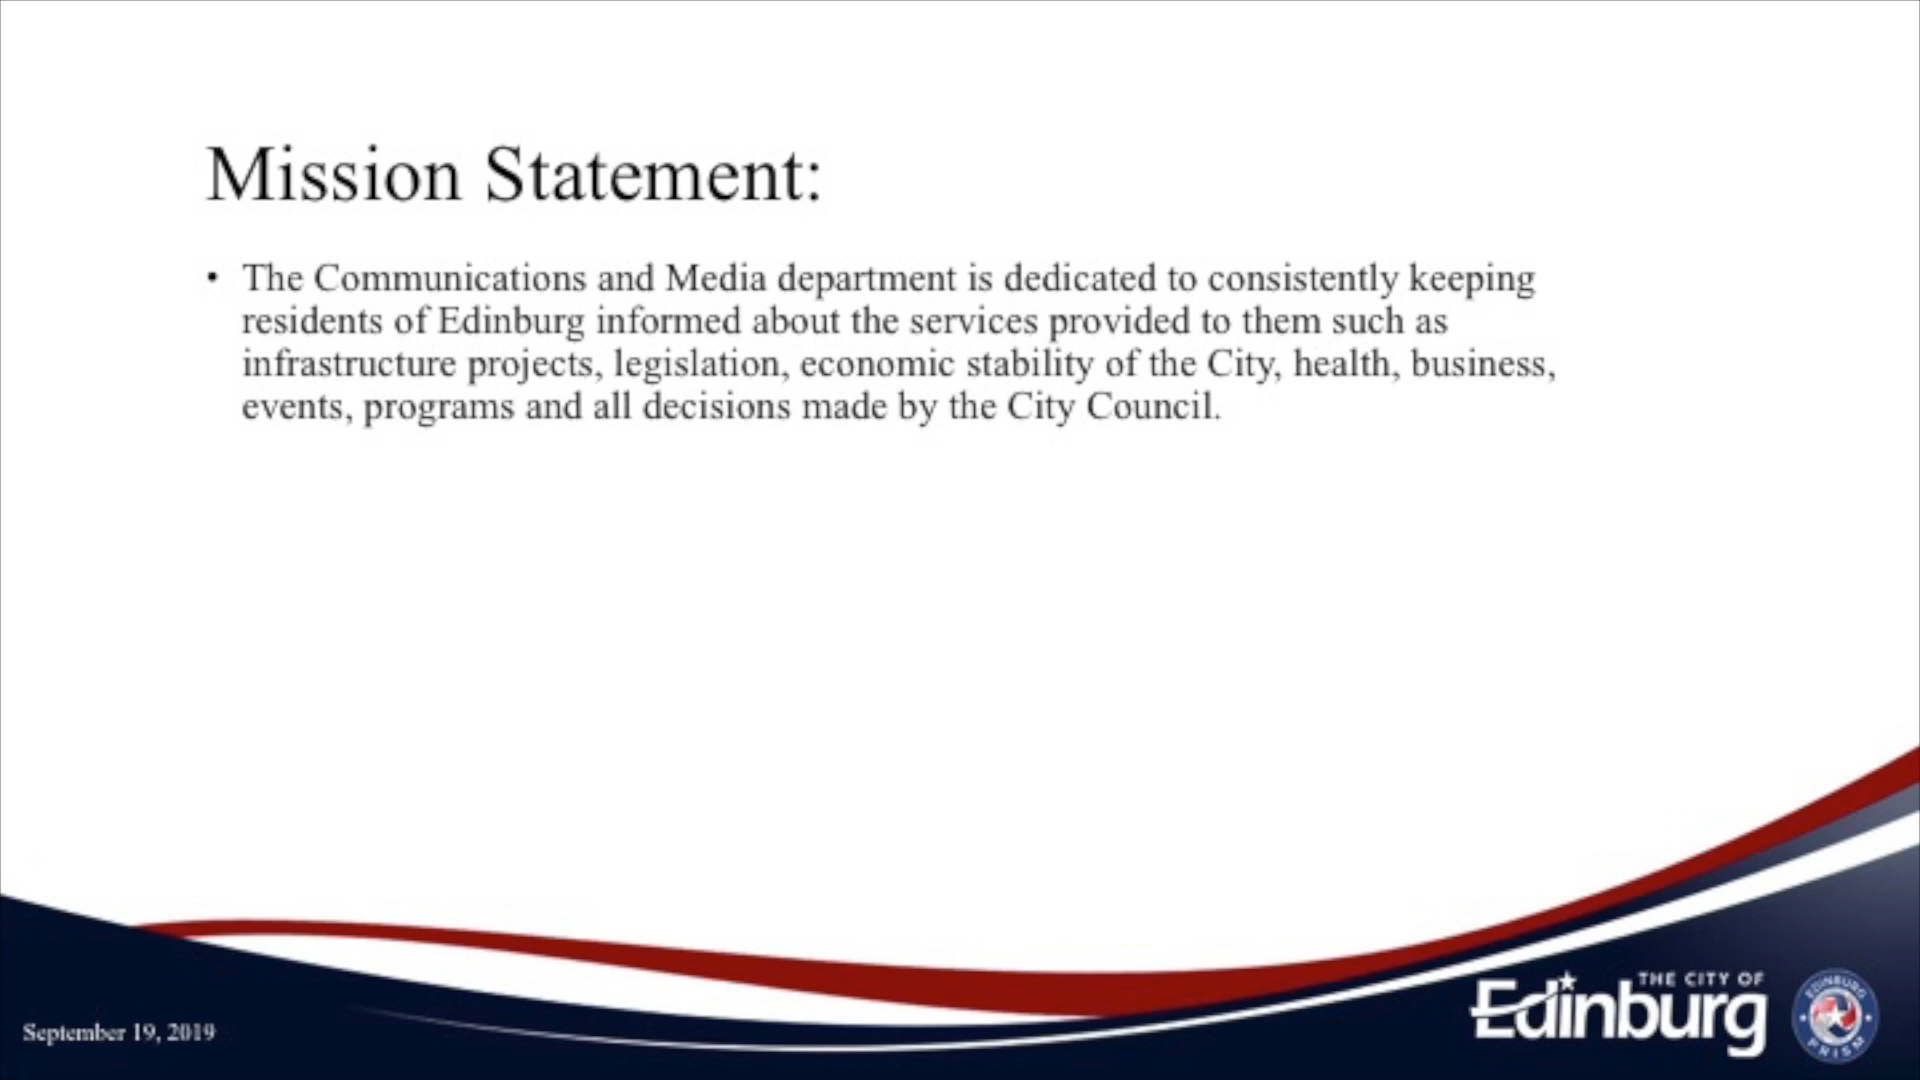 Mission Statement:
• The Communications and Media department is dedicated to consistently keeping
residents of Edinburg informed about the services provided to them such as
infrastructure projects, legislation, economic stability of the City, health, business,
events, programs and all decisions made by the City Council.
September 19, 2019
THE CITY OF
Edinburg
EDINBURG
PRISM